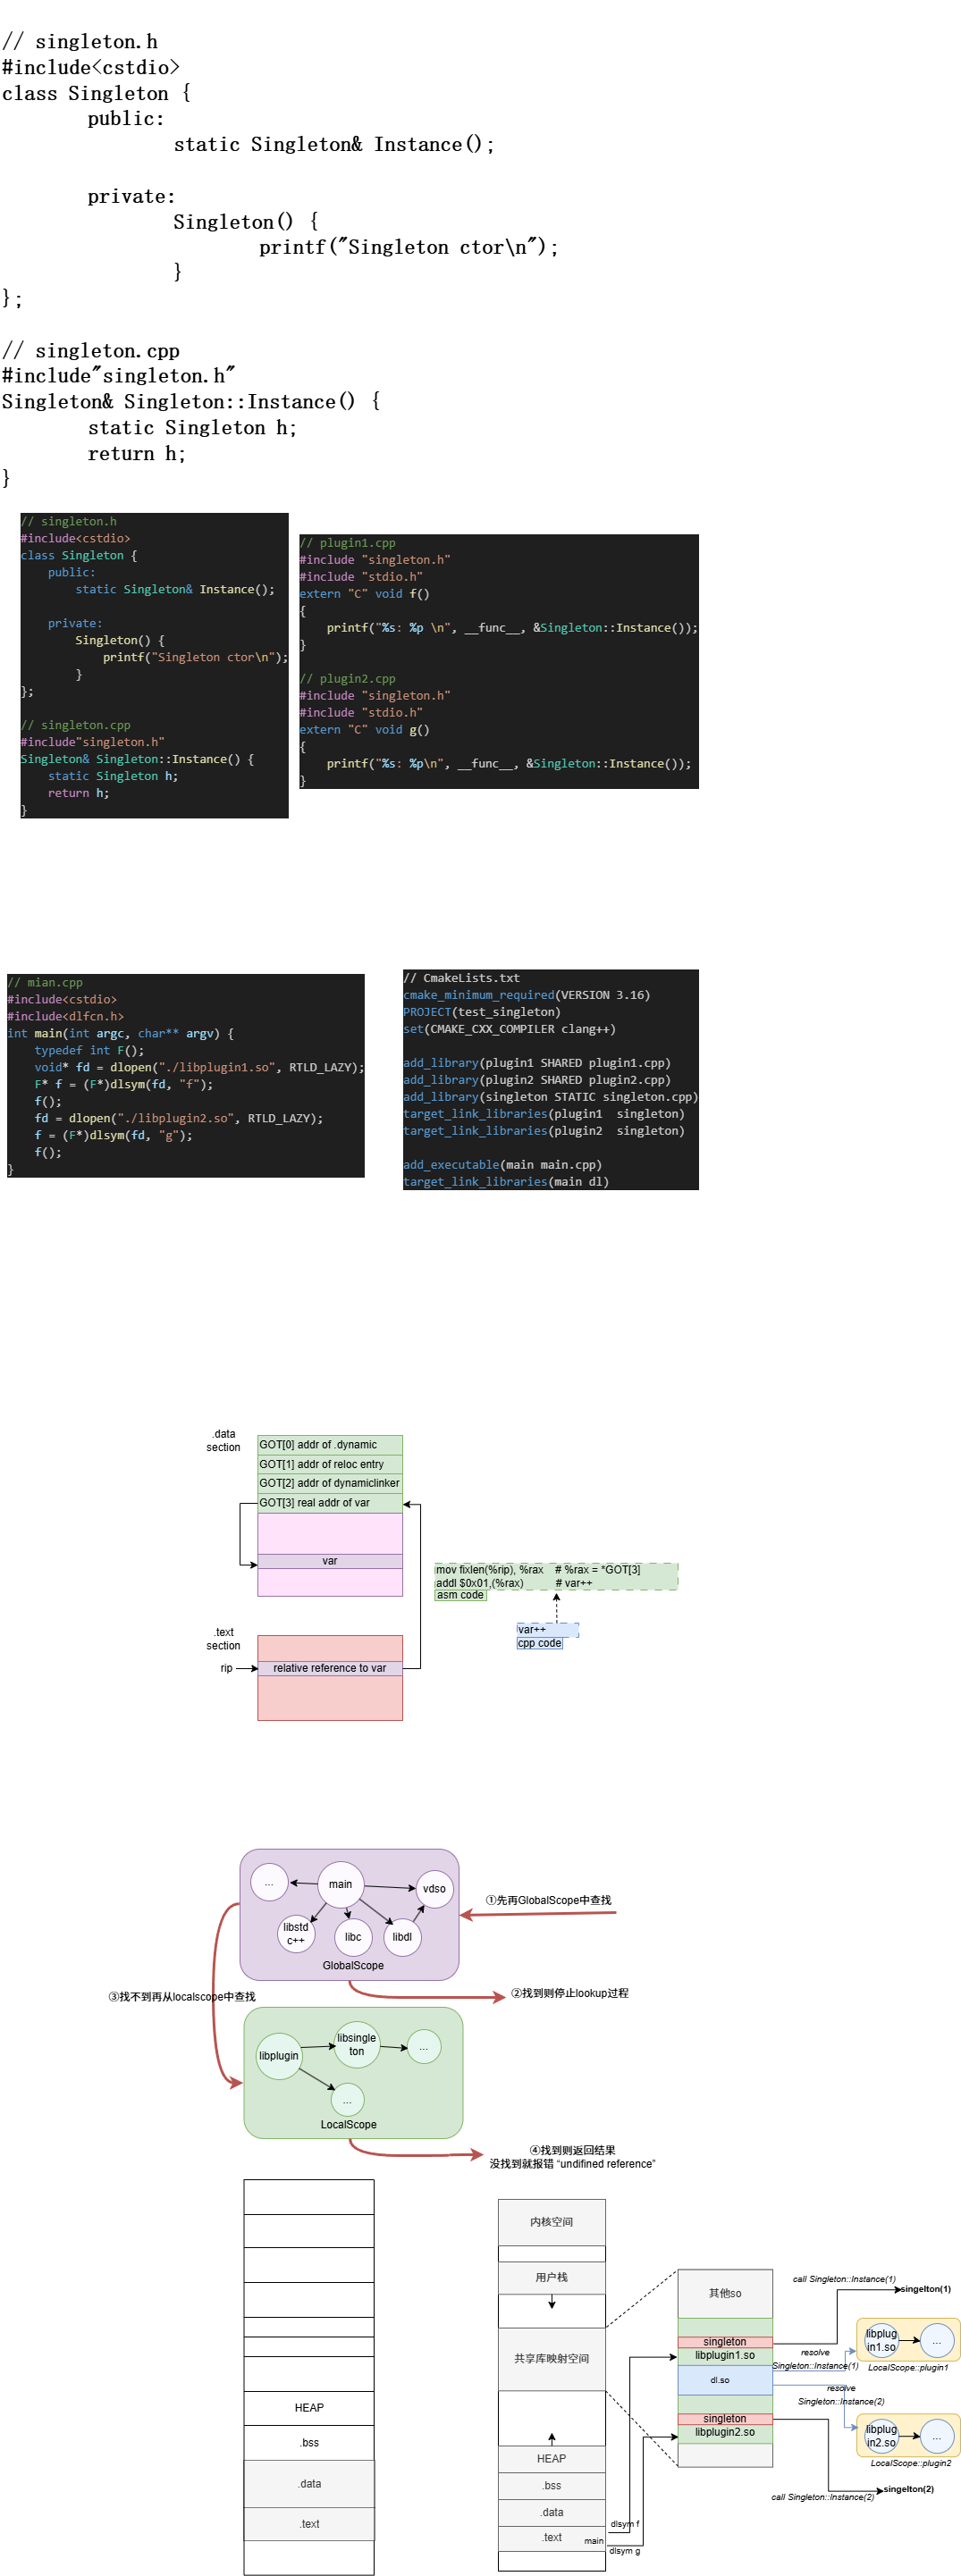 // singleton.h
#include<cstdio>
class Singleton {
        public:
                static Singleton& Instance();

        private:
                Singleton() {
                        printf("Singleton ctor\n");
                }
};

// singleton.cpp
#include"singleton.h"
Singleton& Singleton::Instance() {
        static Singleton h;
        return h;
}
// singleton.h
#include<cstdio>
class Singleton {
    public:
        static Singleton& Instance();

    private:
        Singleton() {
            printf("Singleton ctor\n");
        }
};

// singleton.cpp
#include"singleton.h"
Singleton& Singleton::Instance() {
    static Singleton h;
    return h;
}
// plugin1.cpp
#include "singleton.h"
#include "stdio.h"
extern "C" void f()
{
    printf("%s: %p \n", __func__, &Singleton::Instance());
}

// plugin2.cpp
#include "singleton.h"
#include "stdio.h"
extern "C" void g()
{
    printf("%s: %p\n", __func__, &Singleton::Instance());
}
// mian.cpp
#include<cstdio>
#include<dlfcn.h>
int main(int argc, char** argv) {
    typedef int F();
    void* fd = dlopen("./libplugin1.so", RTLD_LAZY);
    F* f = (F*)dlsym(fd, "f");
    f();
    fd = dlopen("./libplugin2.so", RTLD_LAZY);
    f = (F*)dlsym(fd, "g");
    f();
}
// CmakeLists.txt
cmake_minimum_required(VERSION 3.16)
PROJECT(test_singleton)
set(CMAKE_CXX_COMPILER clang++)

add_library(plugin1 SHARED plugin1.cpp)
add_library(plugin2 SHARED plugin2.cpp)
add_library(singleton STATIC singleton.cpp)
target_link_libraries(plugin1  singleton)
target_link_libraries(plugin2  singleton)

add_executable(main main.cpp)
target_link_libraries(main dl)
.data
section
GOT[0] addr of .dynamic
GOT[1] addr of reloc entry
GOT[2] addr of dynamiclinker
GOT[3] real addr of var
var
mov fixlen(%rip), %rax    # %rax = *GOT[3]
addl $0x01,(%rax)    # var++
asm code
var++
cpp code
.text
section
rip
relative reference to var
...
main
vdso
libstd
c++
libc
libdl
GlobalScope
①先再GlobalScope中查找
②找到则停止lookup过程
③找不到再从localscope中查找
libplugin
libsingle
ton
...
...
LocalScope
④找到则返回结果
没找到就报错 “undifined reference”
HEAP
.bss
.data
.text
内核空间
用户栈
共享库映射空间
HEAP
.bss
.data
.text
main
dlsym f
dlsym g
其他so
singleton
libplugin1.so
dl.so
singleton
libplugin2.so
call Singleton::Instance(1)
singelton(1)
resolve
Singleton::Instance(1)
libplug
in1.so
...
LocalScope::plugin1
resolve
Singleton::Instance(2)
libplug
in2.so
...
LocalScope::plugin2
call Singleton::Instance(2)
singelton(2)